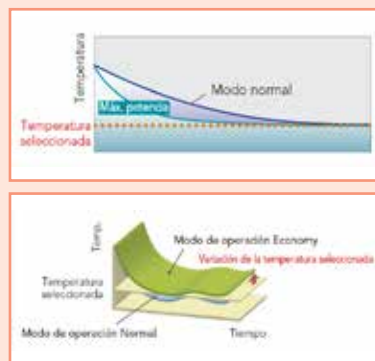 Temperatura
Modo normal
Máx. potencia
Temperatura
seleccionada
Temp.
Modo de operación Economy
Variación de la temperatura seleccionada
Temperatura
seleccionada
Modo de operación Normal
Tiempo